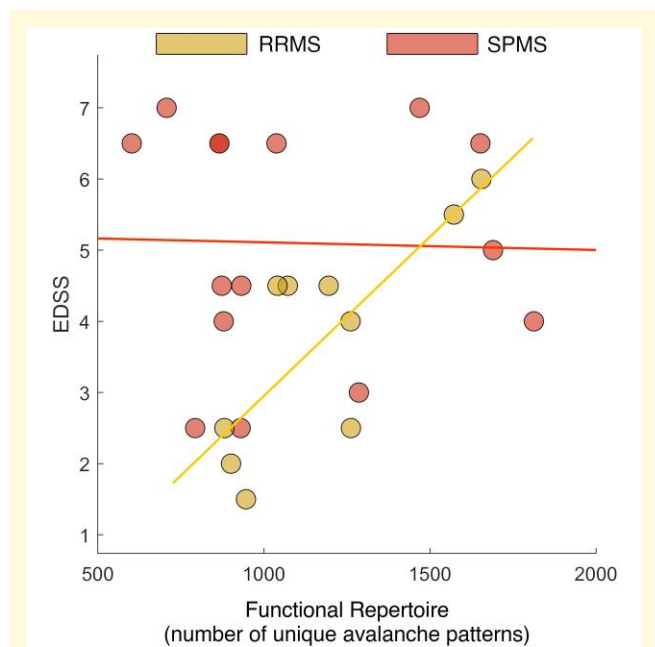 RRMS SPMS
7
6
5
4
3
2
1
EDSS
500 1000 1500 2000
Functional Repertoire
(number of unique avalanche patterns)